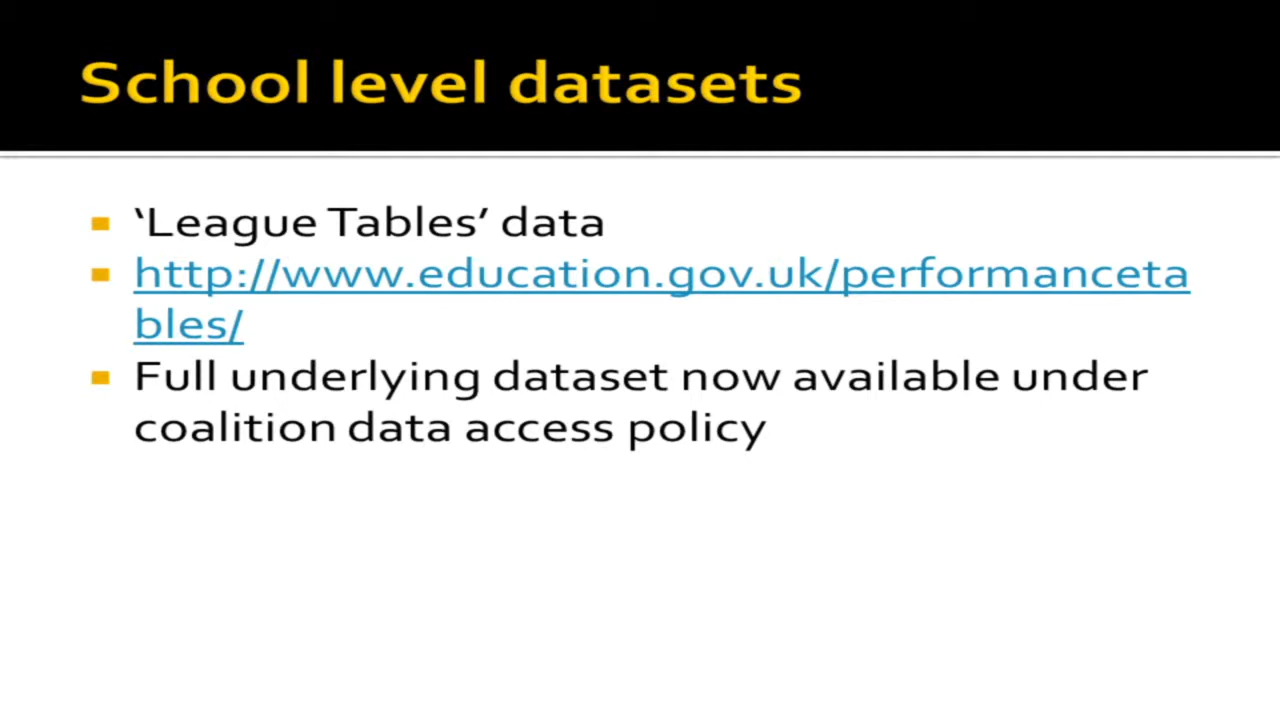 School level datasets
‘League Tables’ data
http://www.education.gov.uk/performanceta
bles/
Full underlying dataset now available under
coalition data access policy